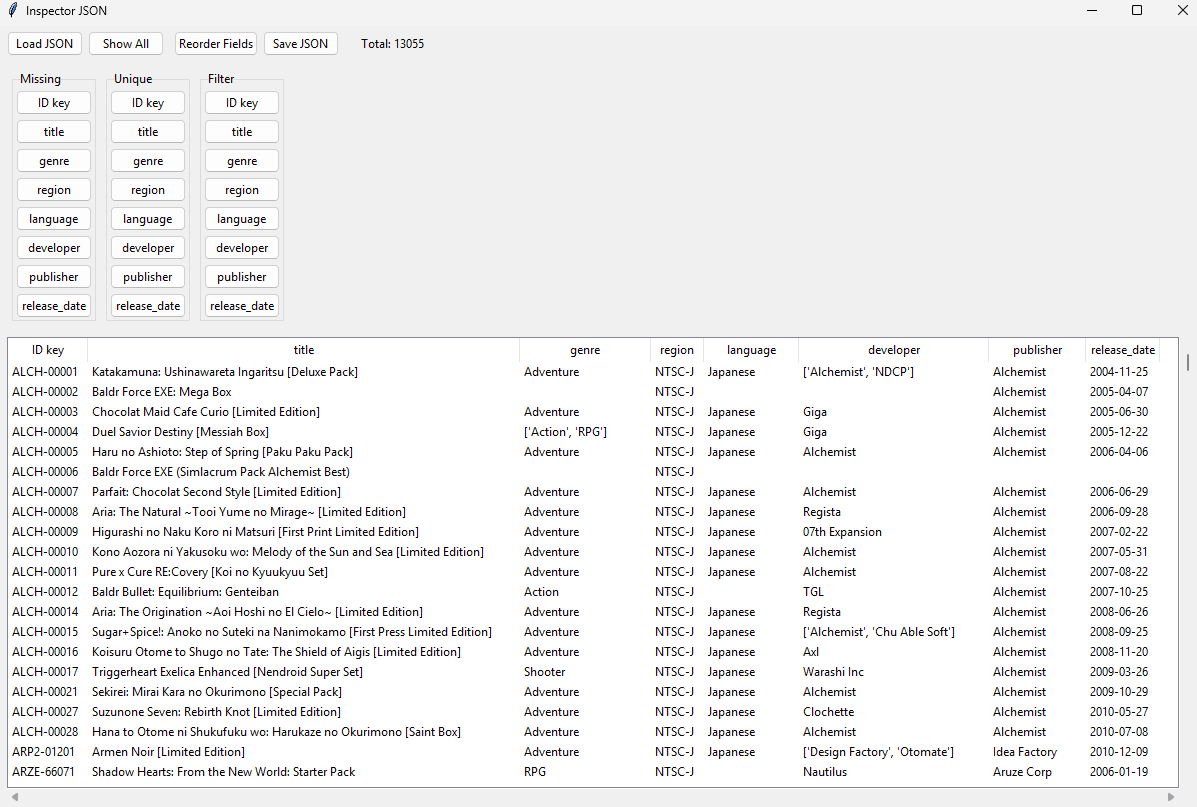 Inspector JSON
Load JSON Show All Reorder Fields Save JSON Total: 13055
Missing Unique Filter
ID key ID key ID key
title title title
genre genre genre
region region region
language language language
developer developer developer
publisher publisher publisher
release_date release_date release_date
ID key title genre region language developer publisher release_date
ALCH-00001 Katakamuna: Ushinawareta Ingaritsu [Deluxe Pack] Adventure NTSC-J Japanese ['Alchemist', 'NDCP'] Alchemist 2004-11-25
ALCH-00002 Baldr Force EXE: Mega Box NTSC-J Alchemist 2005-04-07
ALCH-00003 Chocolat Maid Cafe Curio [Limited Edition] Adventure NTSC-J Japanese Giga Alchemist 2005-06-30
ALCH-00004 Duel Savior Destiny [Messiah Box] ['Action', 'RPG'] NTSC-J Japanese Giga Alchemist 2005-12-22
ALCH-00005 Haru no Ashioto: Step of Spring [Paku Paku Pack] Adventure NTSC-J Japanese Alchemist Alchemist 2006-04-06
ALCH-00006 Baldr Force EXE (Simlacrum Pack Alchemist Best) NTSC-J
ALCH-00007 Parfait: Chocolat Second Style [Limited Edition] Adventure NTSC-J Japanese Alchemist Alchemist 2006-06-29
ALCH-00008 Aria: The Natural ~Tooi Yume no Mirage~ [Limited Edition] Adventure NTSC-J Japanese Regista Alchemist 2006-09-28
ALCH-00009 Higurashi no Naku Koro ni Matsuri [First Print Limited Edition] Adventure NTSC-J Japanese 07th Expansion Alchemist 2007-02-22
ALCH-00010 Kono Aozora ni Yakusoku wo: Melody of the Sun and Sea [Limited Edition] Adventure NTSC-J Japanese Alchemist Alchemist 2007-05-31
ALCH-00011 Pure x Cure RE:Covery [Koi no Kyuukyuu Set] Adventure NTSC-J Japanese Alchemist Alchemist 2007-08-22
ALCH-00012 Baldr Bullet: Equilibrium: Genteiban Action NTSC-J TGL Alchemist 2007-10-25
ALCH-00014 Aria: The Origination ~Aoi Hoshi no El Cielo~ [Limited Edition] Adventure NTSC-J Japanese Regista Alchemist 2008-06-26
ALCH-00015 Sugar+Spice!: Anoko no Suteki na Nanimokamo [First Press Limited Edition] Adventure NTSC-J Japanese ['Alchemist', 'Chu Able Soft'] Alchemist 2008-09-25
ALCH-00016 Koisuru Otome to Shugo no Tate: The Shield of Aigis [Limited Edition] Adventure NTSC-J Japanese Axl Alchemist 2008-11-20
ALCH-00017 Triggerheart Exelica Enhanced [Nendroid Super Set] Shooter NTSC-J Japanese Warashi Inc Alchemist 2009-03-26
ALCH-00021 Sekirei: Mirai Kara no Okurimono [Special Pack] Adventure NTSC-J Japanese Alchemist Alchemist 2009-10-29
ALCH-00027 Suzunone Seven: Rebirth Knot [Limited Edition] Adventure NTSC-J Japanese Clochette Alchemist 2010-05-27
ALCH-00028 Hana to Otome ni Shukufuku wo: Harukaze no Okurimono [Saint Box] Adventure NTSC-J Japanese Alchemist Alchemist 2010-07-08
ARP2-01201 Armen Noir [Limited Edition] Adventure NTSC-J Japanese ['Design Factory', 'Otomate'] Idea Factory 2010-12-09
ARZE-66071 Shadow Hearts: From the New World: Starter Pack RPG NTSC-J Nautilus Aruze Corp 2006-01-19